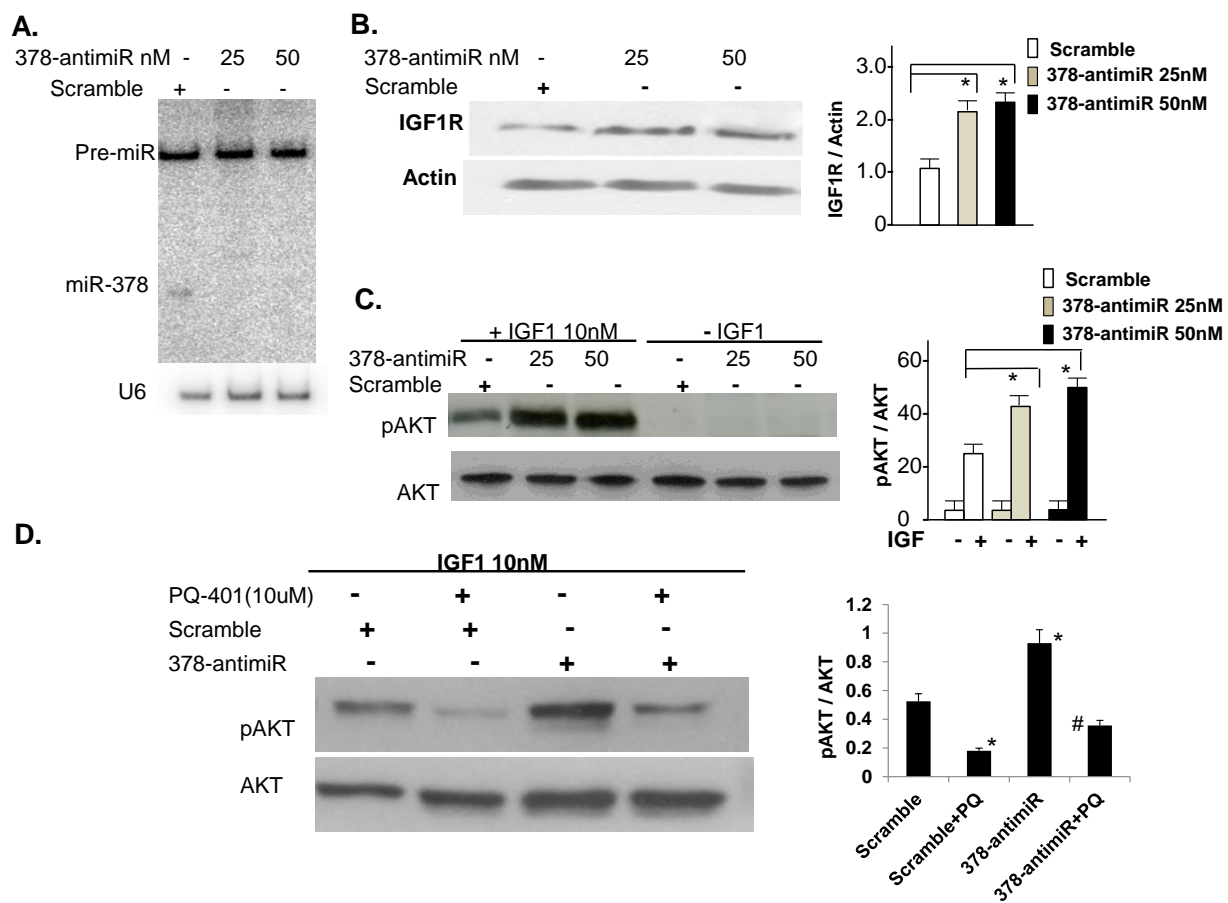 A.
378-antimiR nM - 25 50
Scramble + - -
Pre-miR
miR-378
U6
B.
378-antimiR nM - 25 50
Scramble + - -
IGF1R
Actin
Scramble
378-antimiR 25nM
378-antimiR 50nM
3.0
2.0
1.0
0
IGF1R / Actin
* *
C.
+ IGF1 10nM - IGF1
378-antimiR - 25 50 - 25 50
Scramble + - - + - -
pAKT
AKT
Scramble
378-antimiR 25nM
378-antimiR 50nM
60
40
20
0
pAKT / AKT
* *
IGF - + - + - +
D.
IGF1 10nM
PQ-401(10uM) - + - +
Scramble + + - -
378-antimiR - - + +
pAKT
AKT
1.2
1
0.8
0.6
0.4
0.2
0
pAKT / AKT
* * #
Scramble
Scramble+PQ
378-antimiR
378-antimiR+PQ